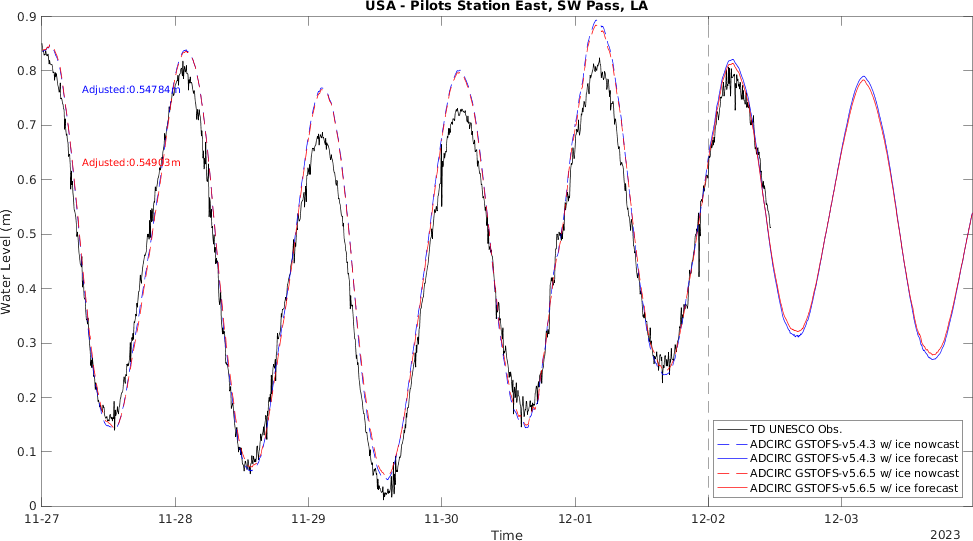 USA - Pilots Station East, SW Pass, LA
0.9
0.8
0.7
0.6
0.5
0.4
0.3
0.2
0.1
0
Water Level (m)
Adjusted:0.54784m
Adjusted:0.54903m
TD UNESCO Obs.
ADCIRC GSTOFS-v5.4.3 w/ ice nowcast
ADCIRC GSTOFS-v5.4.3 w/ ice forecast
ADCIRC GSTOFS-v5.6.5 w/ ice nowcast
ADCIRC GSTOFS-v5.6.5 w/ ice forecast
11-27 11-28 11-29 11-30 12-01 12-02 12-03
Time
2023